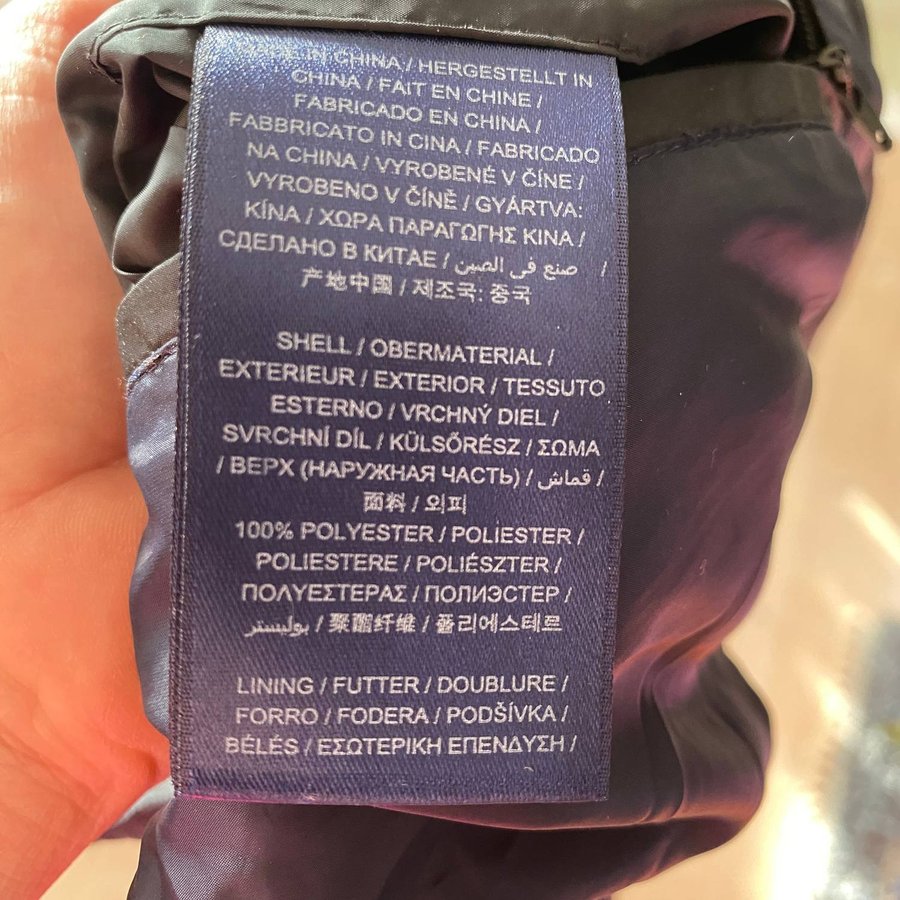 MADE IN CHINA / HERGESTELLT IN
CHINA / FAIT EN CHINE /
FABRICADO EN CHINA /
FABBRICATO IN CINA / FABRICADO
NA CHINA / VYROBENÉ V ČÍNE /
VYROBENO V ČÍNĚ / GYÁRTVA:
KÍNA / ΧΩΡΑ ΠΑΡΑΓΩΓΗΣ ΚΙΝΑ /
СДЕЛАНО В КИТАЕ / صنع في الصين /
产地中国 / 제조국: 중국
SHELL / OBERMATERIAL /
EXTERIEUR / EXTERIOR / TESSUTO
ESTERNO / VRCHNÝ DIEL /
SVRCHNÍ DÍL / KÜLSŐRÉSZ / ΣΩΜΑ
/ ВЕРХ (НАРУЖНАЯ ЧАСТЬ) / قماش /
面料 / 외피
100% POLYESTER / POLIESTER /
POLIESTERE / POLIÉSZTER /
ΠΟΛΥΕΣΤΕΡΑΣ / ПОЛИЭСТЕР /
بوليستر / 聚酯纤维 / 폴리에스테르
LINING / FUTTER / DOUBLURE /
FORRO / FODERA / PODŠÍVKA /
BÉLÉS / ΕΣΩΤΕΡΙΚΗ ΕΠΕΝΔΥΣΗ /